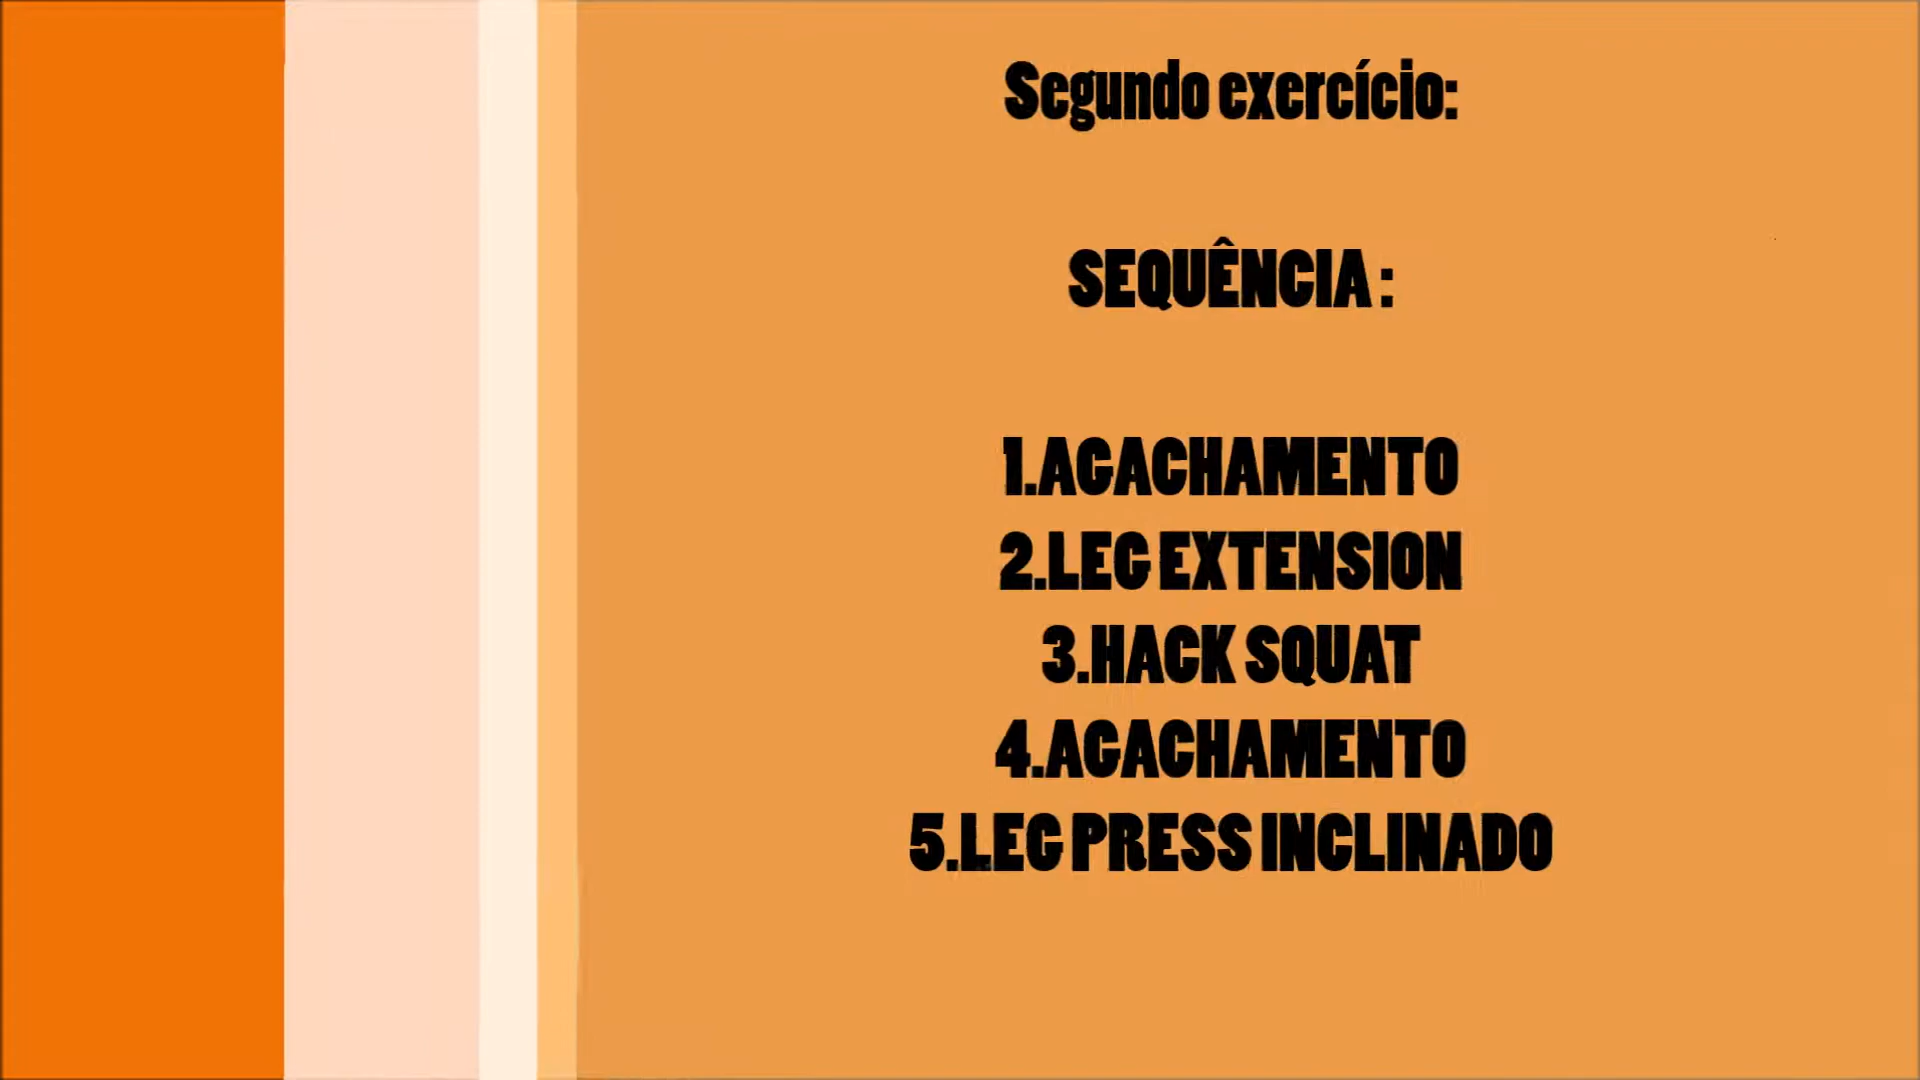 Segundo exercício:
SEQUÊNCIA :
1.AGACHAMENTO
2.LEG EXTENSION
3.HACK SQUAT
4.AGACHAMENTO
5.LEG PRESS INCLINADO